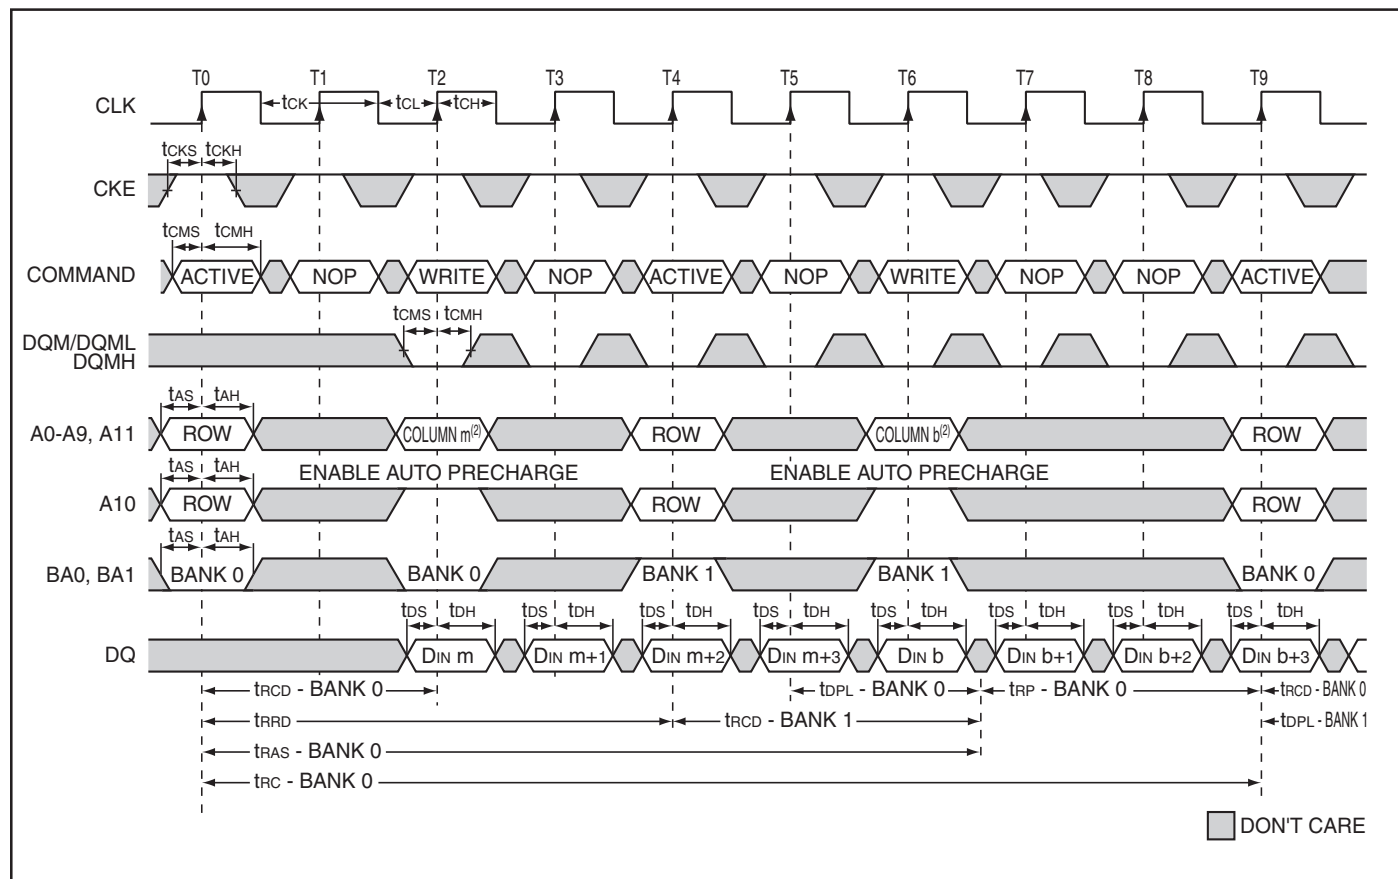 T0 T1 T2 T3 T4 T5 T6 T7 T8 T9
CLK tCK tCL tCH
tCKS tCKH
CKE
tCMS tCMH
COMMAND ACTIVE NOP WRITE NOP ACTIVE NOP WRITE NOP NOP ACTIVE
tCMS tCMH
DQM/DQML
DQMH
tAS tAH
A0-A9, A11 ROW COLUMN m(2) ROW COLUMN b(2) ROW
tAS tAH ENABLE AUTO PRECHARGE ENABLE AUTO PRECHARGE
A10 ROW ROW ROW
tAS tAH
BA0, BA1 BANK 0 BANK 0 BANK 1 BANK 1 BANK 0
tDS tDH tDS tDH tDS tDH tDS tDH tDS tDH tDS tDH tDS tDH tDS tDH
DQ DIN m DIN m+1 DIN m+2 DIN m+3 DIN b DIN b+1 DIN b+2 DIN b+3
tRCD - BANK 0 tDPL - BANK 0 tRP - BANK 0 tRCD - BANK 0
tRRD tRCD - BANK 1 tDPL - BANK 1
tRAS - BANK 0
tRC - BANK 0
DON'T CARE